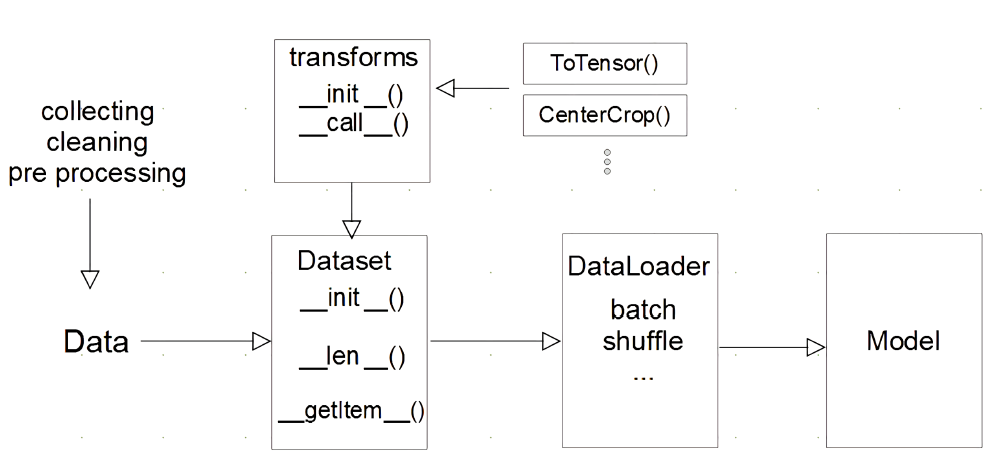 collecting
cleaning
pre processing
transforms
__init __()
__call__()
ToTensor()
CenterCrop()
Data
Dataset
__init __()
__len __()
__getItem__()
DataLoader
batch
shuffle
...
Model